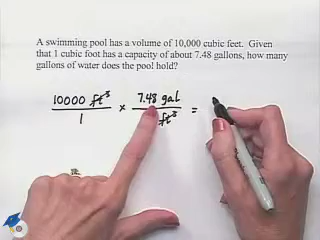 A swimming pool has a volume of 10,000 cubic feet. Given
that 1 cubic foot has a capacity of about 7.48 gallons, how many
gallons of water does the pool hold?
10000 ft³ × 7.48 gal =
1 ft³